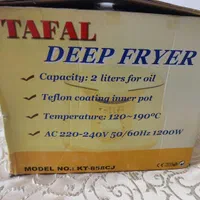 TAFAL
DEEP FRYER
• Capacity: 2 liters for oil
• Teflon coating inner pot
• Temperature: 120~190°C
• AC 220-240V 50/60Hz 1200W
MODEL NO.: KT-858CJ